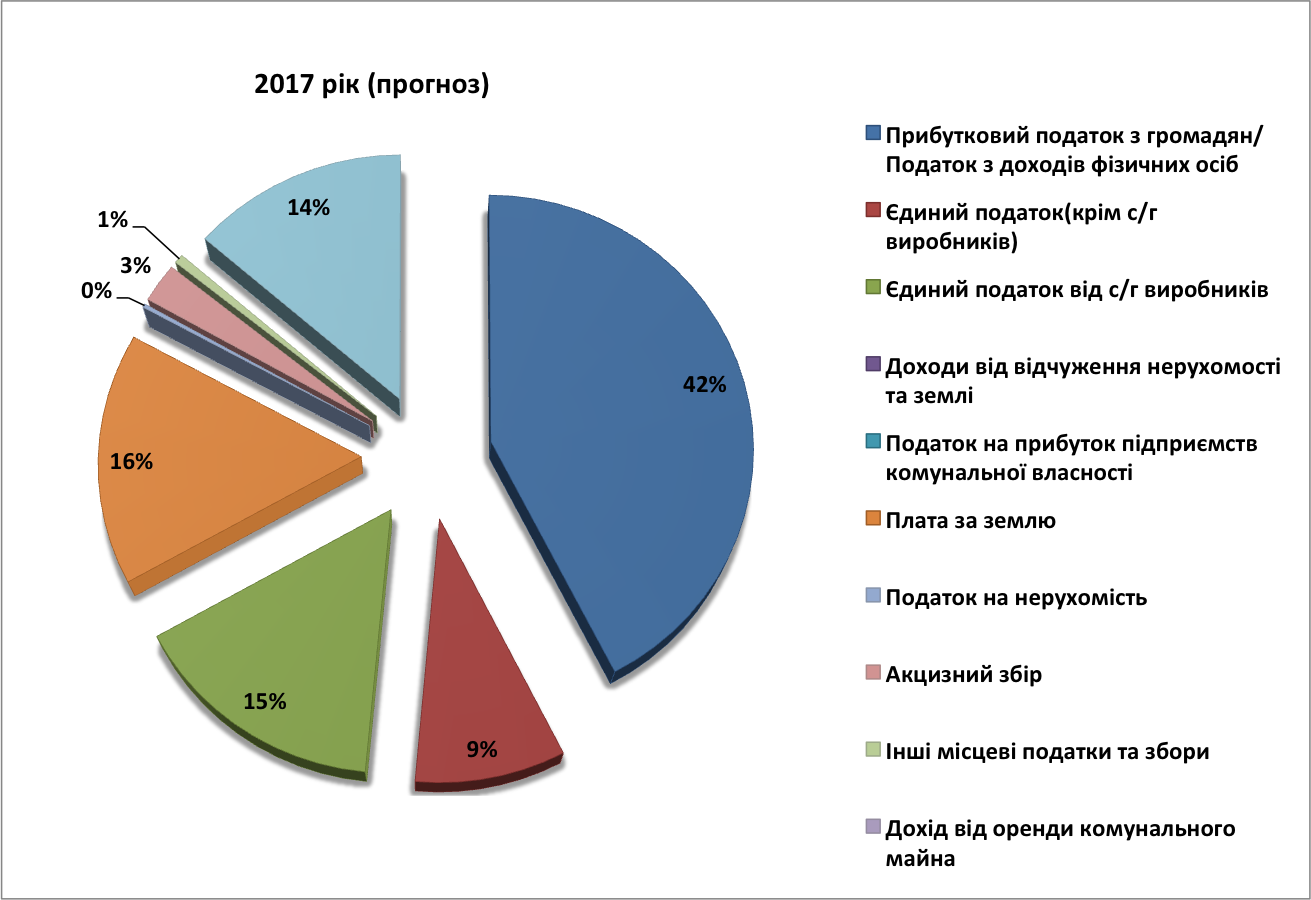 2017 рік (прогноз)
14%
1%
3%
0%
42%
16%
15%
9%
Прибутковий податок з громадян/
Податок з доходів фізичних осіб
Єдиний податок(крім с/г
виробників)
Єдиний податок від с/г виробників
Доходи від відчуження нерухомості
та землі
Податок на прибуток підприємств
комунальної власності
Плата за землю
Податок на нерухомість
Акцизний збір
Інші місцеві податки та збори
Дохід від оренди комунального
майна